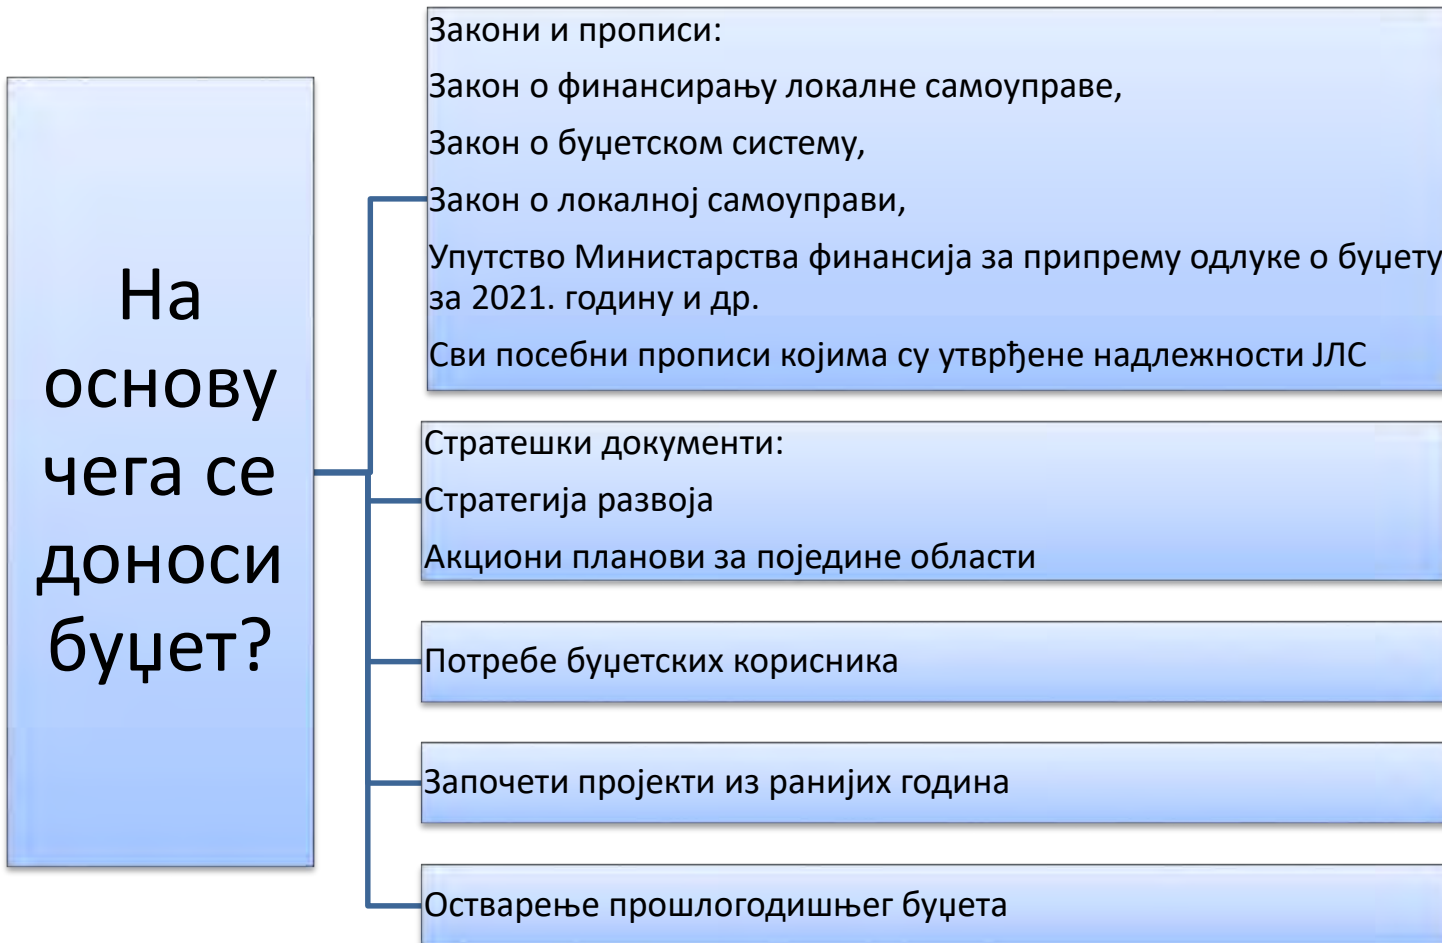 На
основу
чега се
доноси
буџет?
Закони и прописи:
Закон о финансирању локалне самоуправе,
Закон о буџетском систему,
Закон о локалној самоуправи,
Упутство Министарства финансија за припрему одлуке о буџету
за 2021. годину и др.
Сви посебни прописи којима су утврђене надлежности ЈЛС
Стратешки документи:
Стратегија развоја
Акциони планови за поједине области
Потребе буџетских корисника
Започети пројекти из ранијих година
Остварење прошлогодишњег буџета